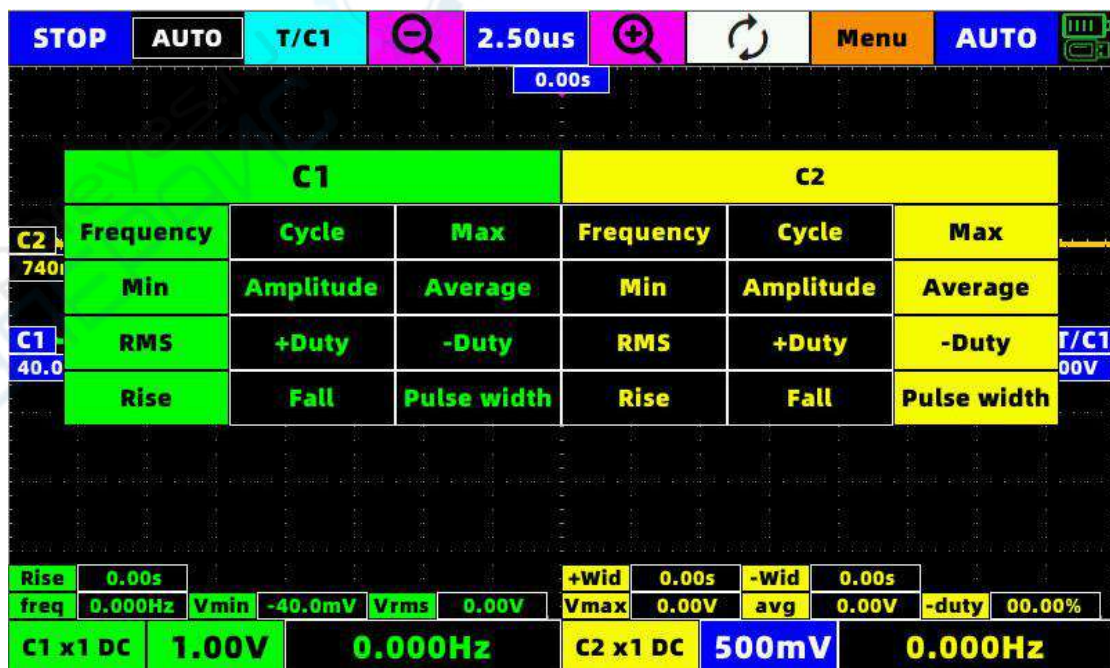 STOP AUTO T/C1 2.50us Menu AUTO
0.00s
C1 C2
Frequency Cycle Max Frequency Cycle Max
C2
740
Min Amplitude Average Min Amplitude Average
C1 RMS +Duty -Duty RMS +Duty -Duty T/C1
40.0 00V
Rise Fall Pulse width Rise Fall Pulse width
Rise 0.00s +Wid 0.00s -Wid 0.00s
freq 0.000Hz Vmin -40.0mV Vrms 0.00V Vmax 0.00V avg 0.00V -duty 00.00%
C1 x1 DC 1.00V 0.000Hz C2 x1 DC 500mV 0.000Hz